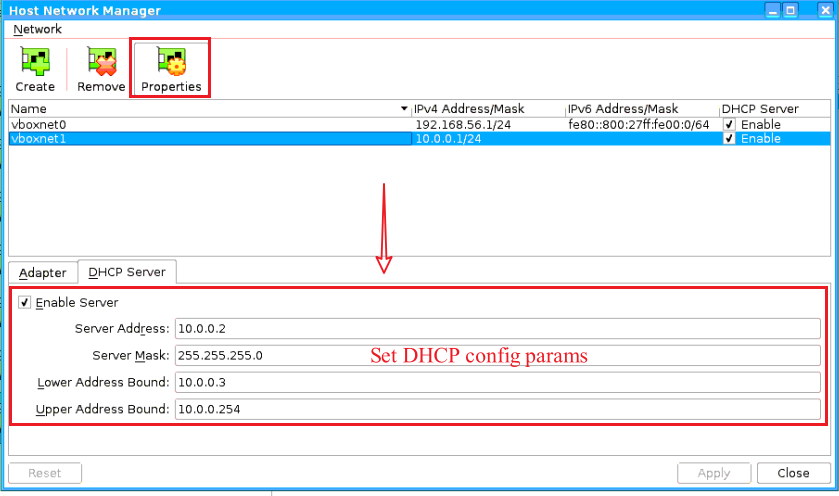 Host Network Manager
Network
Create Remove Properties
Name IPv4 Address/Mask IPv6 Address/Mask DHCP Server
vboxnet0 192.168.56.1/24 fe80::800:27ff:fe00:0/64 Enable
vboxnet1 10.0.0.1/24 Enable
Adapter DHCP Server
Enable Server
Server Address: 10.0.0.2
Server Mask: 255.255.255.0 Set DHCP config params
Lower Address Bound: 10.0.0.3
Upper Address Bound: 10.0.0.254
Reset Apply Close